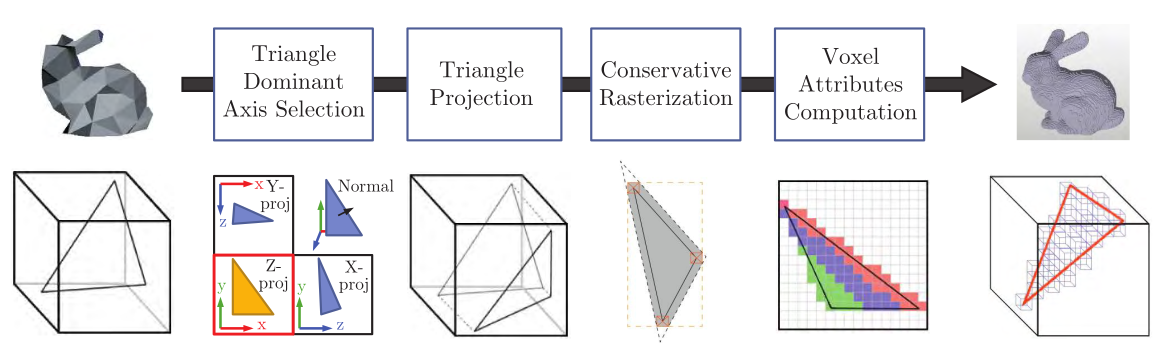 Triangle
Dominant
Axis Selection
Triangle
Projection
Conservative
Rasterization
Voxel
Attributes
Computation
x
Y-
proj
z
Normal
Z-
proj
y
x
X-
proj
y
z